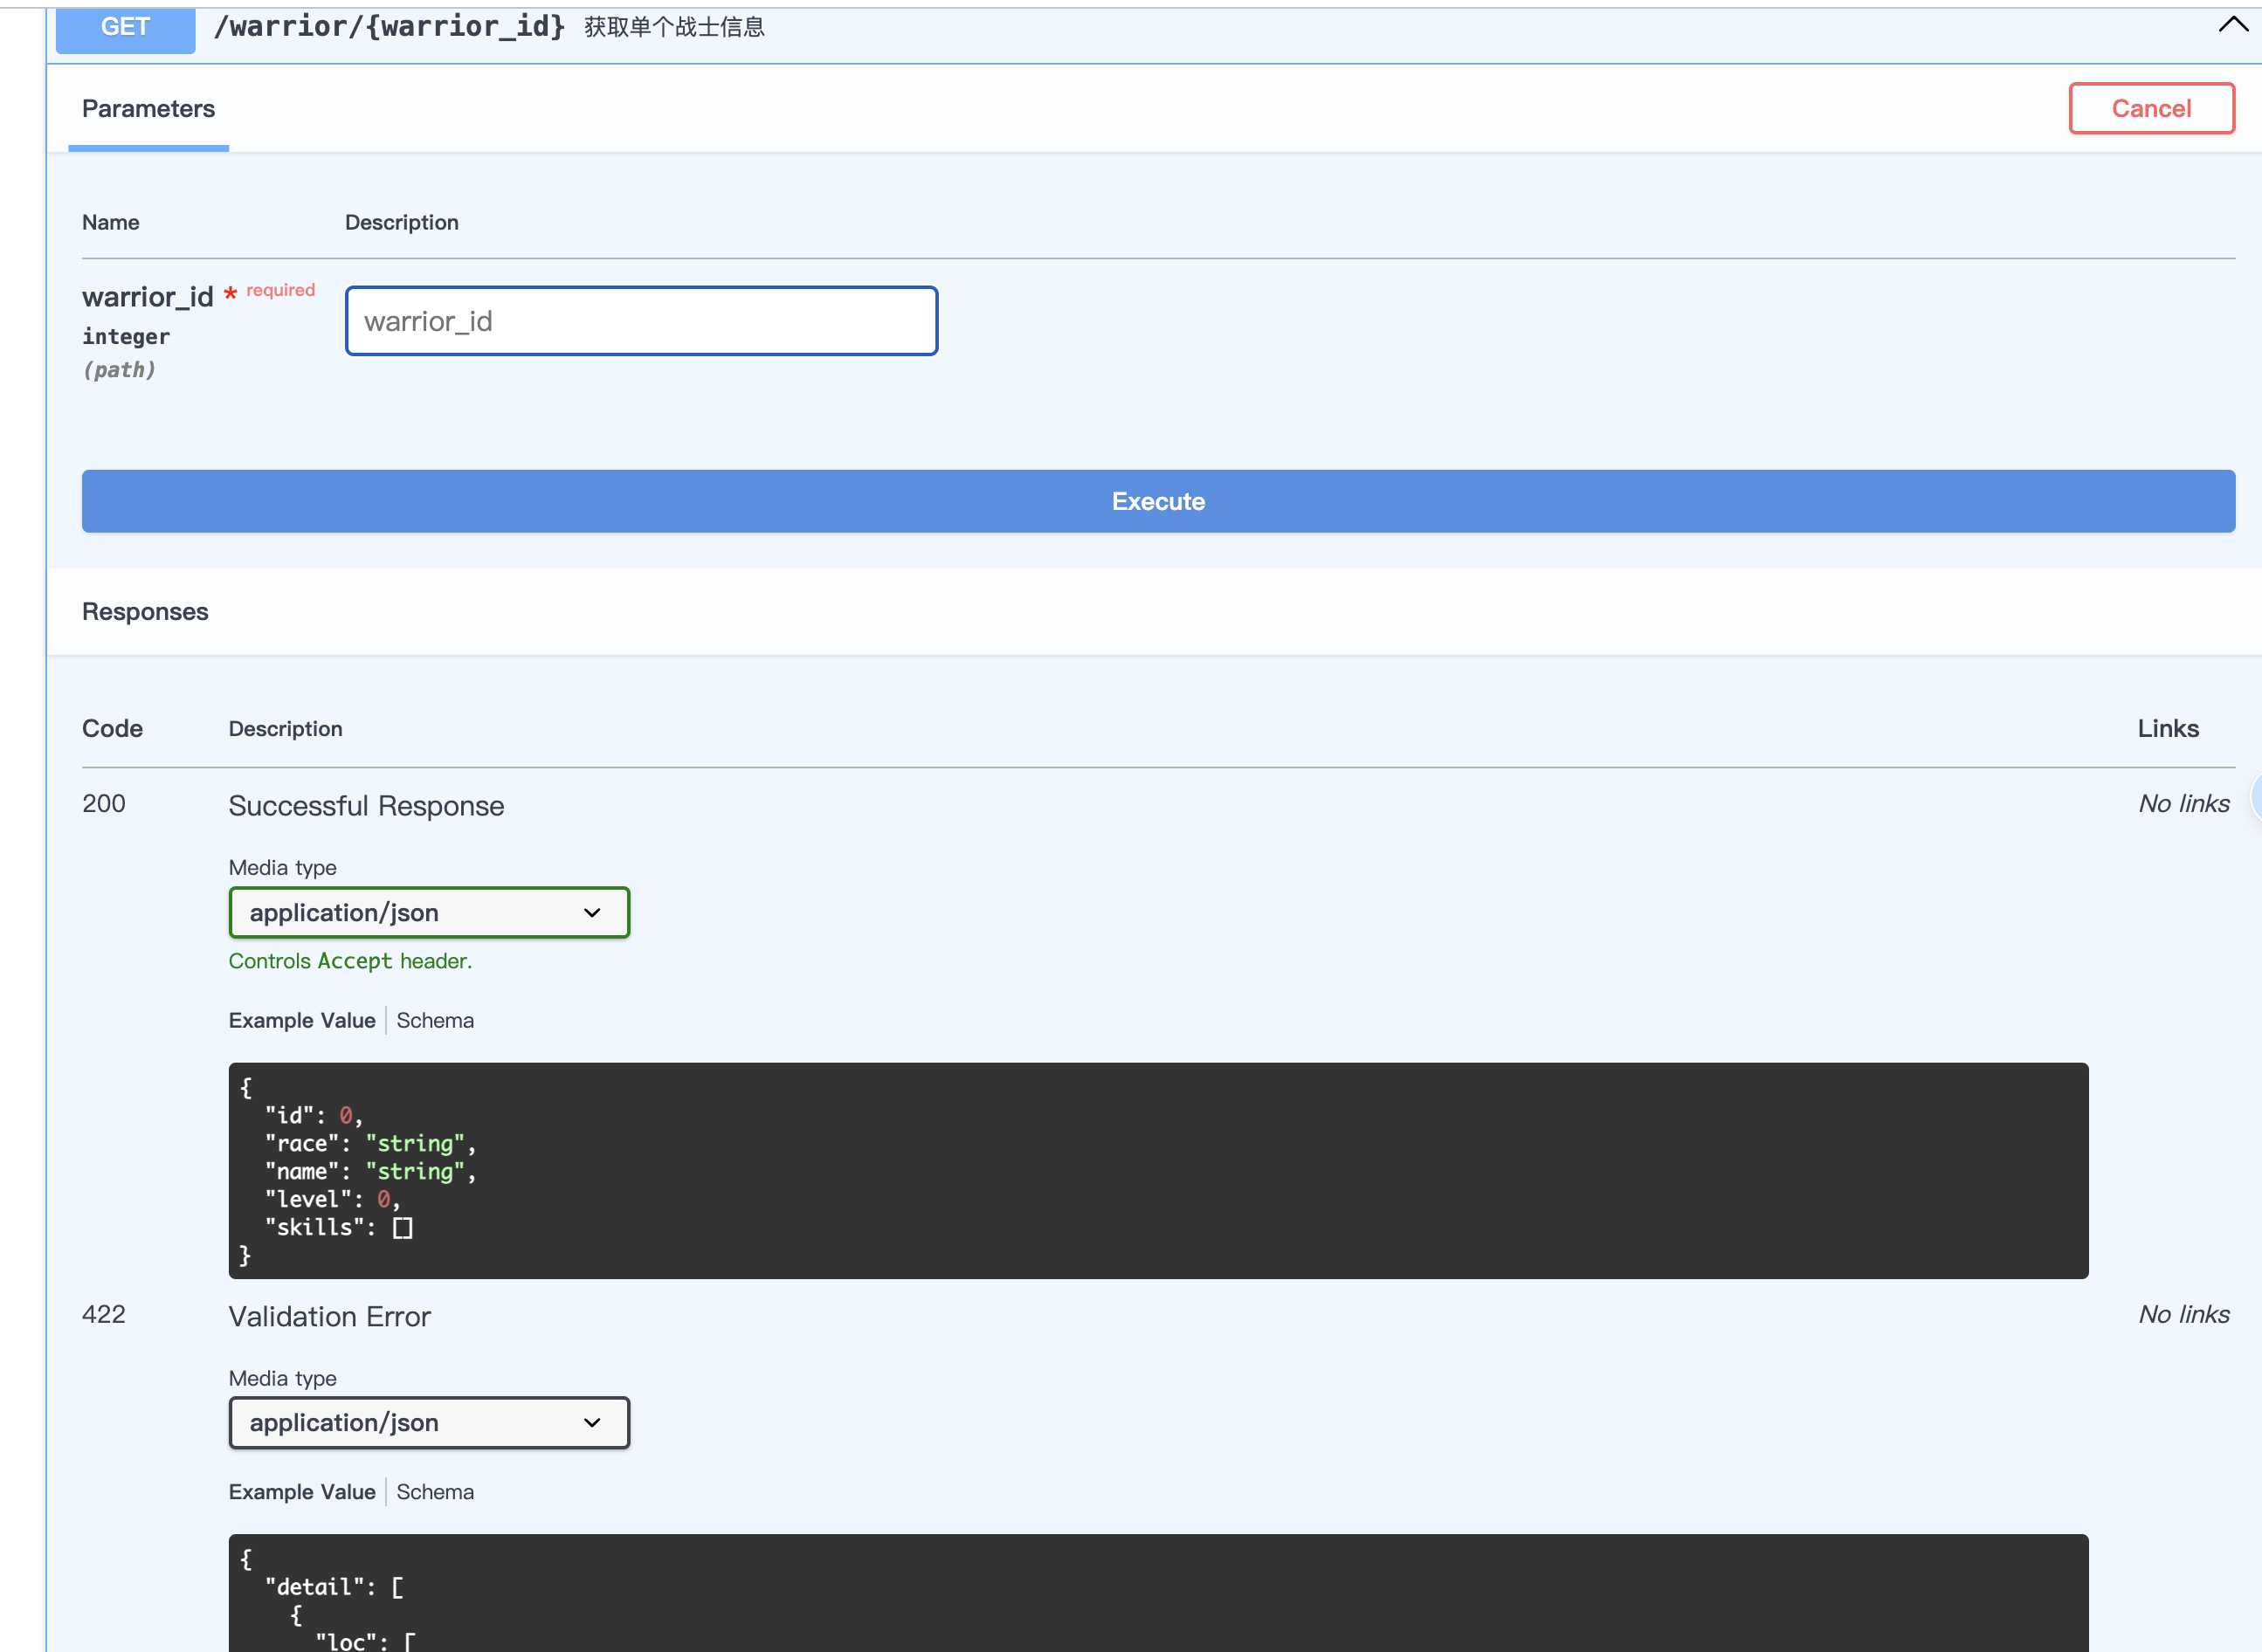 GET /warrior/{warrior_id} 获取单个战士信息
Parameters
Cancel
Name Description
warrior_id * required
integer
(path)
warrior_id
Execute
Responses
Code Description Links
200 Successful Response No links
Media type
application/json
Controls Accept header.
Example Value Schema
{
  "id": 0,
  "race": "string",
  "name": "string",
  "level": 0,
  "skills": []
}
422 Validation Error No links
Media type
application/json
Example Value Schema
{
  "detail": [
    {
      "loc": [